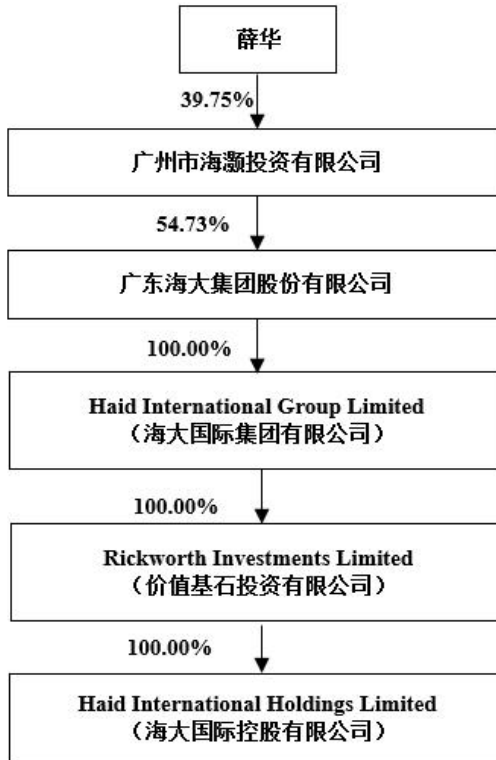 薛华
39.75%
广州市海灏投资有限公司
54.73%
广东海大集团股份有限公司
100.00%
Haid International Group Limited
（海大国际集团有限公司）
100.00%
Rickworth Investments Limited
（价值基石投资有限公司）
100.00%
Haid International Holdings Limited
（海大国际控股有限公司）